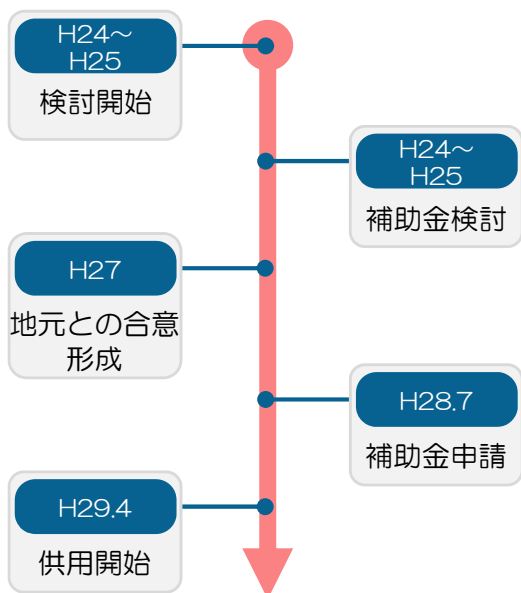 H24～
H25
検討開始
H24～
H25
補助金検討
H27
地元との合意
形成
H28.7
補助金申請
H29.4
供用開始